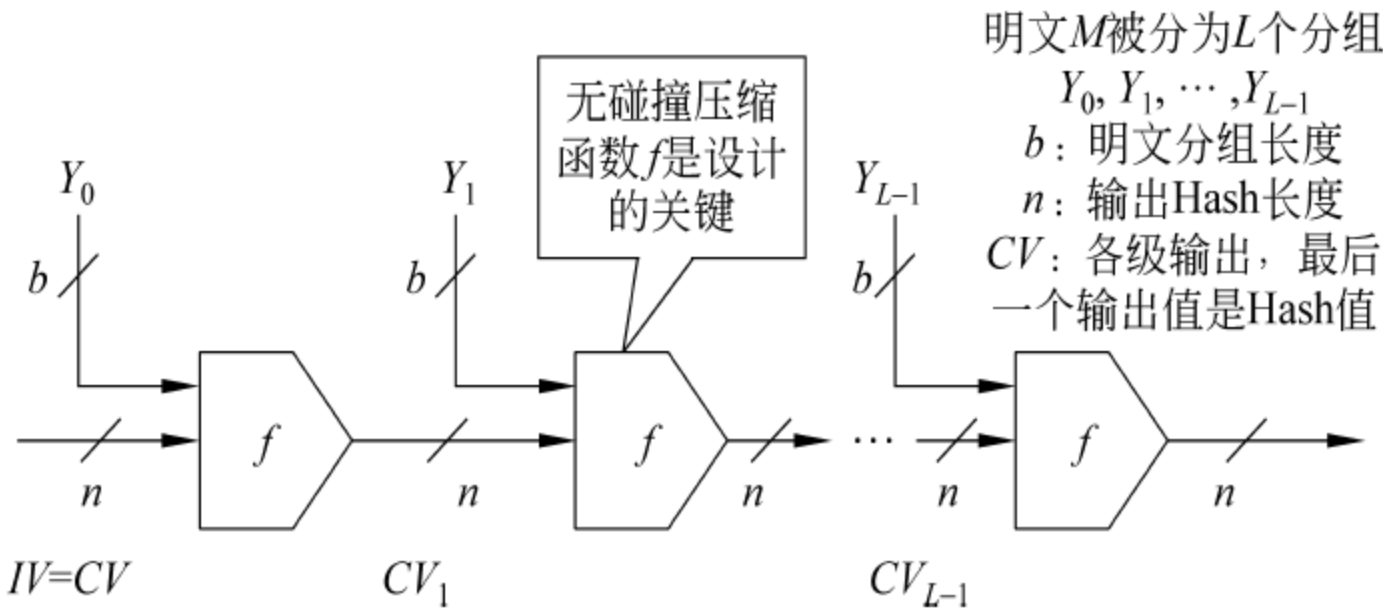 明文M被分为L个分组
Y₀, Y₁, ··· ,Y_{L−1}
b：明文分组长度
n：输出Hash长度
CV：各级输出，最后
一个输出值是Hash值
无碰撞压缩
函数f是设计
的关键
Y₀
Y₁
Y_{L−1}
b
b
b
f
f
···
f
n
n
n
n
n
IV=CV
CV₁
CV_{L−1}